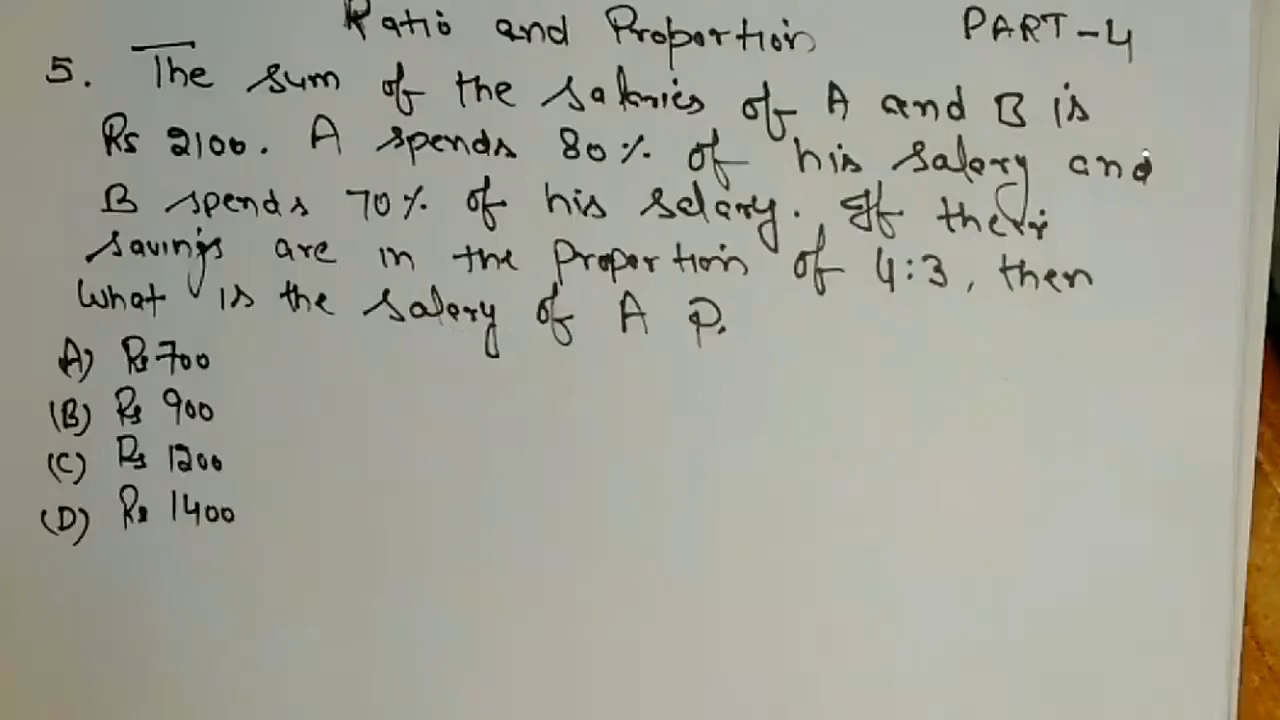 Ratio and Proportion PART-4
5. The sum of the salaries of A and B is
Rs 2100. A spends 80% of his salary and
B spends 70% of his salary. If their
savings are in the proportion of 4:3, then
what is the salary of A ?.
A) Rs 700
(B) Rs 900
(C) Rs 1200
(D) Rs 1400